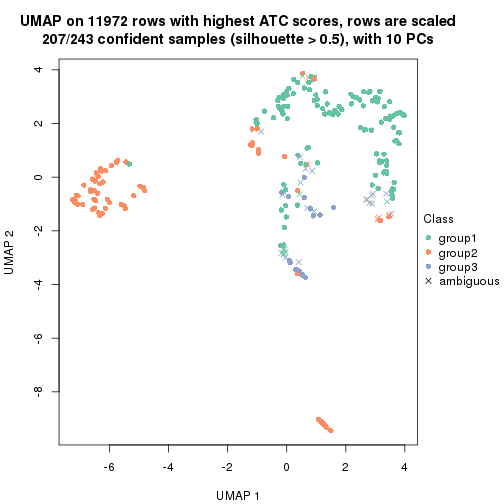 UMAP on 11972 rows with highest ATC scores, rows are scaled
207/243 confident samples (silhouette > 0.5), with 10 PCs
4
2
0
-2
-4
-6
-8
UMAP 2
-6
-4
-2
0
2
4
UMAP 1
Class
group1
group2
group3
ambiguous